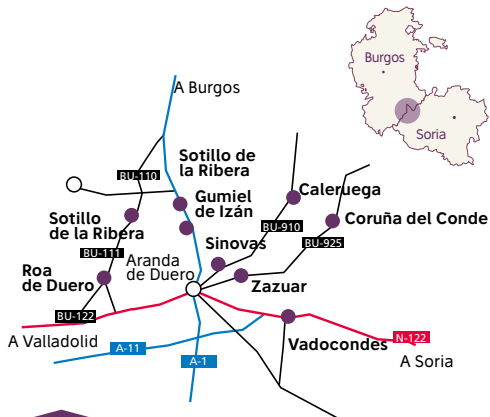 Burgos
Soria
A Burgos
BU-110
Sotillo de
la Ribera
Gumiel
de Izán
Caleruega
Sotillo
de la Ribera
BU-910
Coruña del Conde
BU-925
BU-111
Sinovas
Aranda
de Duero
Roa
de Duero
Zazuar
BU-122
A Valladolid
A-11
A-1
Vadocondes
N-122
A Soria